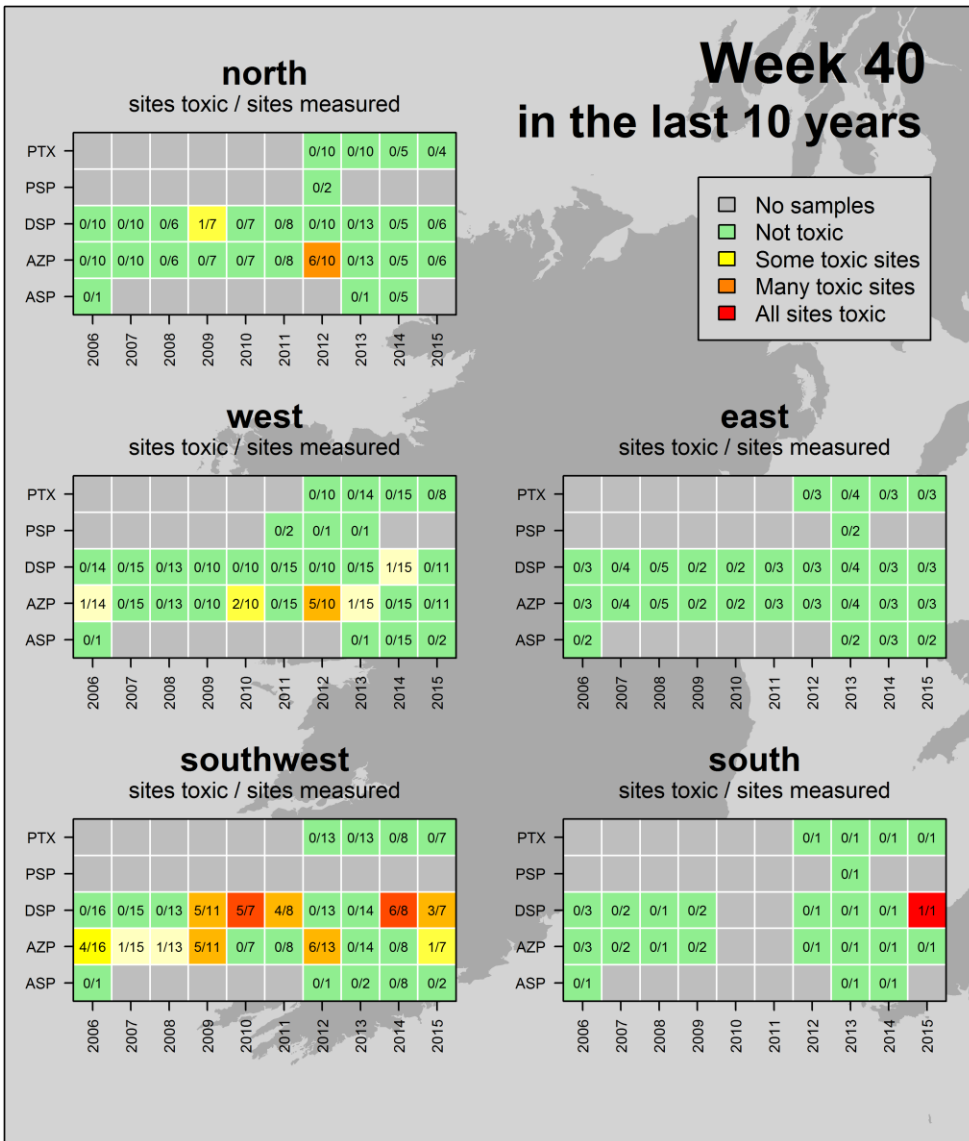 Week 40
in the last 10 years
north
sites toxic / sites measured
PTX 0/10 0/10 0/5 0/4
PSP 0/2
DSP 0/10 0/10 0/6 1/7 0/7 0/8 0/10 0/13 0/5 0/6
AZP 0/10 0/10 0/6 0/7 0/7 0/8 6/10 0/13 0/5 0/6
ASP 0/1 0/1 0/5
2006 2007 2008 2009 2010 2011 2012 2013 2014 2015
No samples
Not toxic
Some toxic sites
Many toxic sites
All sites toxic
west
sites toxic / sites measured
PTX 0/10 0/14 0/15 0/8
PSP 0/2 0/1 0/1
DSP 0/14 0/15 0/13 0/10 0/10 0/15 0/10 0/15 1/15 0/11
AZP 1/14 0/15 0/13 0/10 2/10 0/15 5/10 1/15 0/15 0/11
ASP 0/1 0/1 0/15 0/2
2006 2007 2008 2009 2010 2011 2012 2013 2014 2015
east
sites toxic / sites measured
PTX 0/3 0/4 0/3 0/3
PSP 0/2
DSP 0/3 0/4 0/5 0/2 0/2 0/3 0/3 0/4 0/3 0/3
AZP 0/3 0/4 0/5 0/2 0/2 0/3 0/3 0/4 0/3 0/3
ASP 0/2 0/2 0/3 0/2
2006 2007 2008 2009 2010 2011 2012 2013 2014 2015
southwest
sites toxic / sites measured
PTX 0/13 0/13 0/8 0/7
PSP
DSP 0/16 0/15 0/13 5/11 5/7 4/8 0/13 0/14 6/8 3/7
AZP 4/16 1/15 1/13 5/11 0/7 0/8 6/13 0/14 0/8 1/7
ASP 0/1 0/1 0/2 0/8 0/2
2006 2007 2008 2009 2010 2011 2012 2013 2014 2015
south
sites toxic / sites measured
PTX 0/1 0/1 0/1 0/1
PSP 0/1
DSP 0/3 0/2 0/1 0/2 0/1 0/1 0/1 1/1
AZP 0/3 0/2 0/1 0/2 0/1 0/1 0/1 0/1
ASP 0/1 0/1 0/1
2006 2007 2008 2009 2010 2011 2012 2013 2014 2015